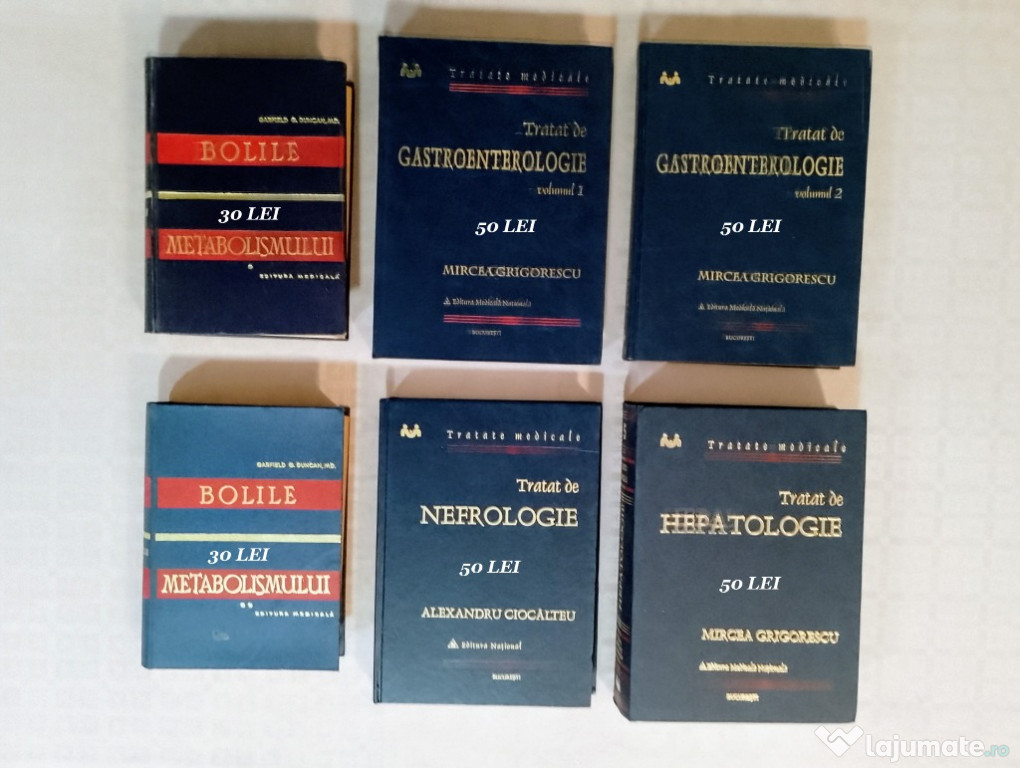 GARFIELD G. DUNCAN, M.D.
BOLILE
30 LEI
METABOLISMULUI
EDITURA MEDICALĂ
Tratate medicale
Tratat de
GASTROENTEROLOGIE
volumul 1
50 LEI
MIRCEA GRIGORESCU
Editura Medicală Națională
BUCUREȘTI
Tratate medicale
Tratat de
GASTROENTEROLOGIE
volumul 2
50 LEI
MIRCEA GRIGORESCU
Editura Medicală Națională
BUCUREȘTI
GARFIELD G. DUNCAN, M.D.
BOLILE
30 LEI
METABOLISMULUI
EDITURA MEDICALĂ
Tratate medicale
Tratat de
NEFROLOGIE
50 LEI
ALEXANDRU CIOCÂLTEU
Editura Național
BUCUREȘTI
Tratate medicale
Tratat de
HEPATOLOGIE
50 LEI
MIRCEA GRIGORESCU
Editura Medicală Națională
BUCUREȘTI
lajumate.ro